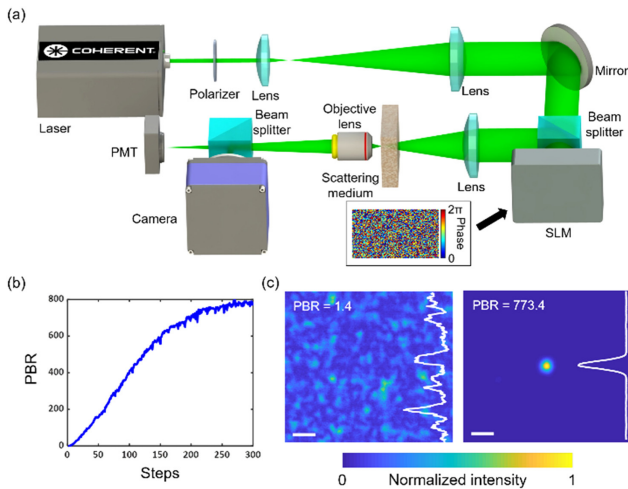 (a)
COHERENT
Polarizer
Lens
Lens
Mirror
Laser
Beam
splitter
Objective
lens
Beam
splitter
PMT
Scattering
medium
Lens
Camera
2π
Phase
0
SLM
(b)
800
600
400
200
0
PBR
0
50
100
150
200
250
300
Steps
(c)
PBR = 1.4
PBR = 773.4
0
Normalized intensity
1